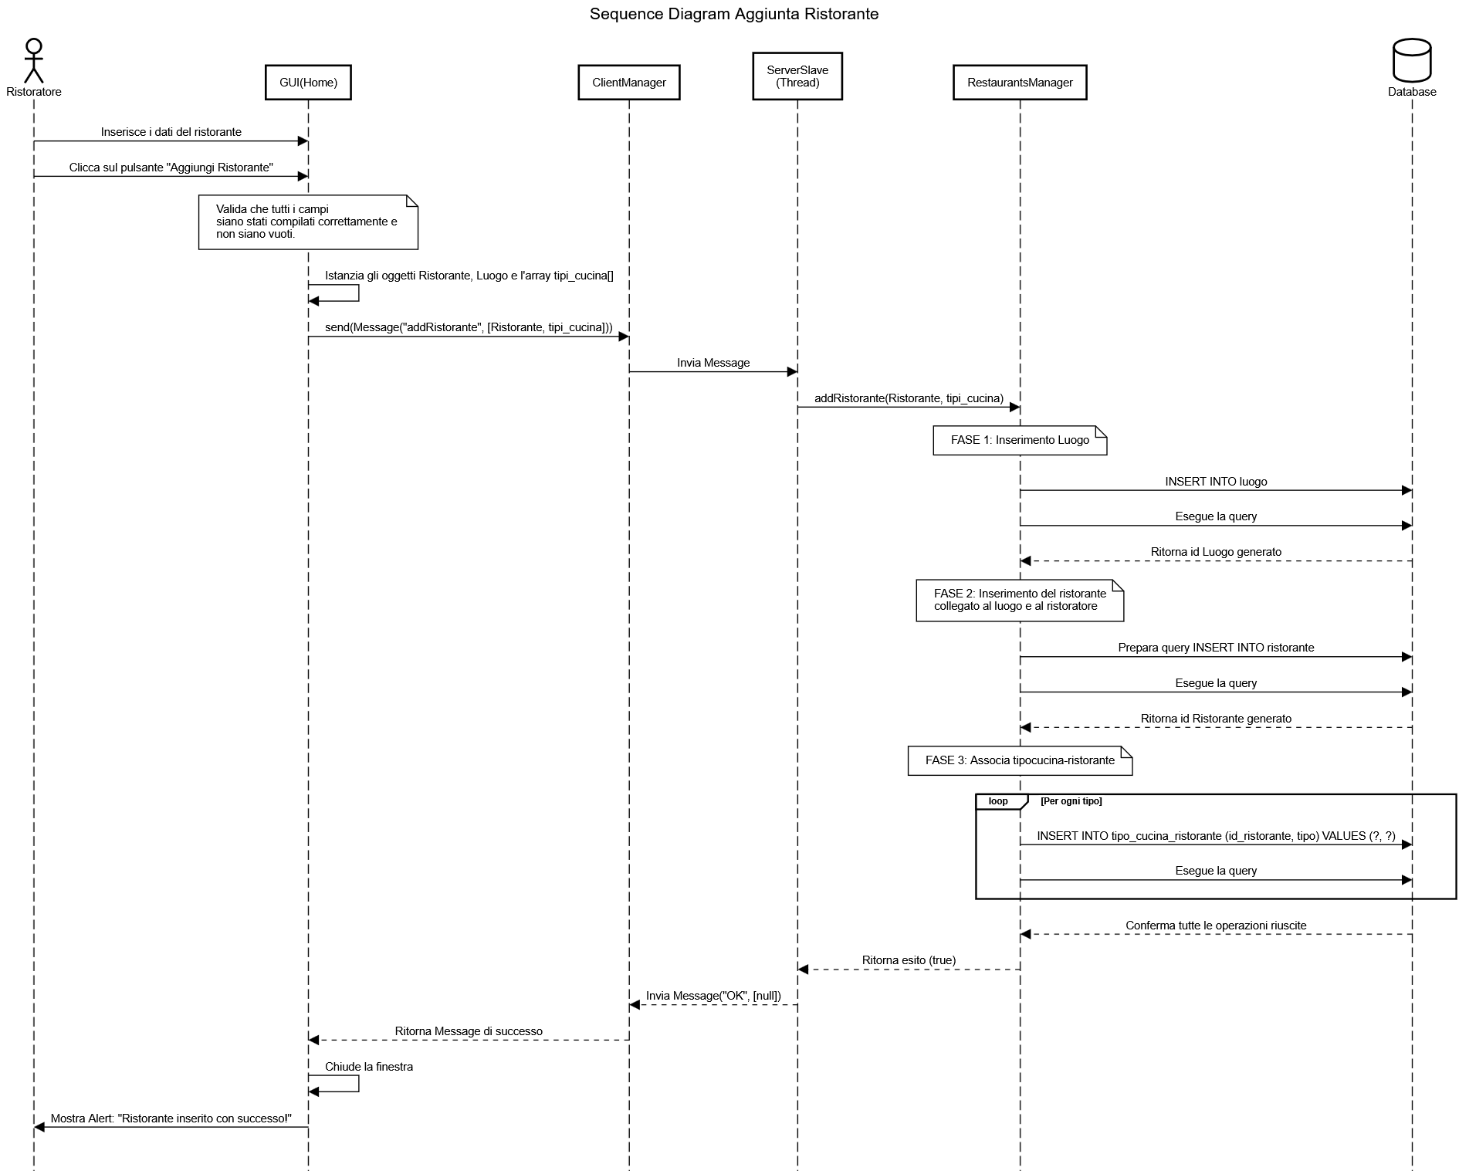 Sequence Diagram Aggiunta Ristorante
Ristoratore
GUI(Home)
ClientManager
ServerSlave
(Thread)
RestaurantsManager
Database
Inserisce i dati del ristorante
Clicca sul pulsante "Aggiungi Ristorante"
Valida che tutti i campi
siano stati compilati correttamente e
non siano vuoti.
Istanzia gli oggetti Ristorante, Luogo e l'array tipi_cucina[]
send(Message("addRistorante", [Ristorante, tipi_cucina]))
Invia Message
addRistorante(Ristorante, tipi_cucina)
FASE 1: Inserimento Luogo
INSERT INTO luogo
Esegue la query
Ritorna id Luogo generato
FASE 2: Inserimento del ristorante
collegato al luogo e al ristoratore
Prepara query INSERT INTO ristorante
Esegue la query
Ritorna id Ristorante generato
FASE 3: Associa tipocucina-ristorante
loop [Per ogni tipo]
INSERT INTO tipo_cucina_ristorante (id_ristorante, tipo) VALUES (?, ?)
Esegue la query
Conferma tutte le operazioni riuscite
Ritorna esito (true)
Invia Message("OK", [null])
Ritorna Message di successo
Chiude la finestra
Mostra Alert: "Ristorante inserito con successo!"